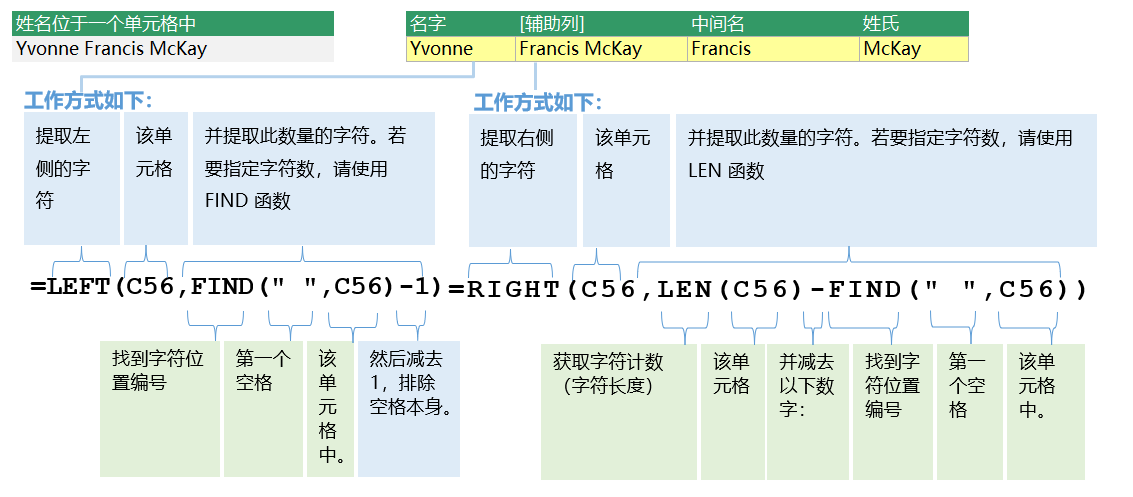 姓名位于一个单元格中
Yvonne Francis McKay
名字 [辅助列] 中间名 姓氏
Yvonne Francis McKay Francis McKay
工作方式如下：
提取左
侧的字
符
该单
元格
并提取此数量的字符。若
要指定字符数，请使用
FIND 函数
=LEFT(C56,FIND(" ",C56)-1)
找到字符位
置编号
第一个
空格
该
单
元
格
中。
然后减去
1，排除
空格本身。
工作方式如下：
提取右侧
的字符
该单元
格
并提取此数量的字符。若要指定字符数，请使用
LEN 函数
=RIGHT(C56,LEN(C56)-FIND(" ",C56))
获取字符计数
（字符长度）
该单
元格
并减去
以下数
字：
找到字
符位置
编号
第一
个空
格
该单
元格
中。